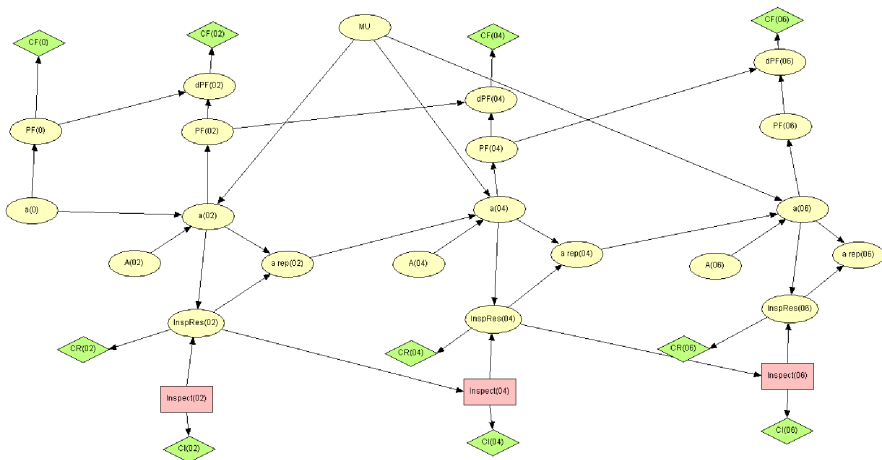 CF(0)
CF(02)
MU
CF(04)
CF(06)
dPF(02)
dPF(04)
dPF(06)
PF(0)
PF(02)
PF(04)
PF(06)
a(0)
a(02)
a(04)
a(06)
A(02)
a rep(02)
A(04)
a rep(04)
A(06)
a rep(06)
InspRes(02)
InspRes(04)
InspRes(06)
CR(02)
CR(04)
CR(06)
Inspect(02)
Inspect(04)
Inspect(06)
CI(02)
CI(04)
CI(06)